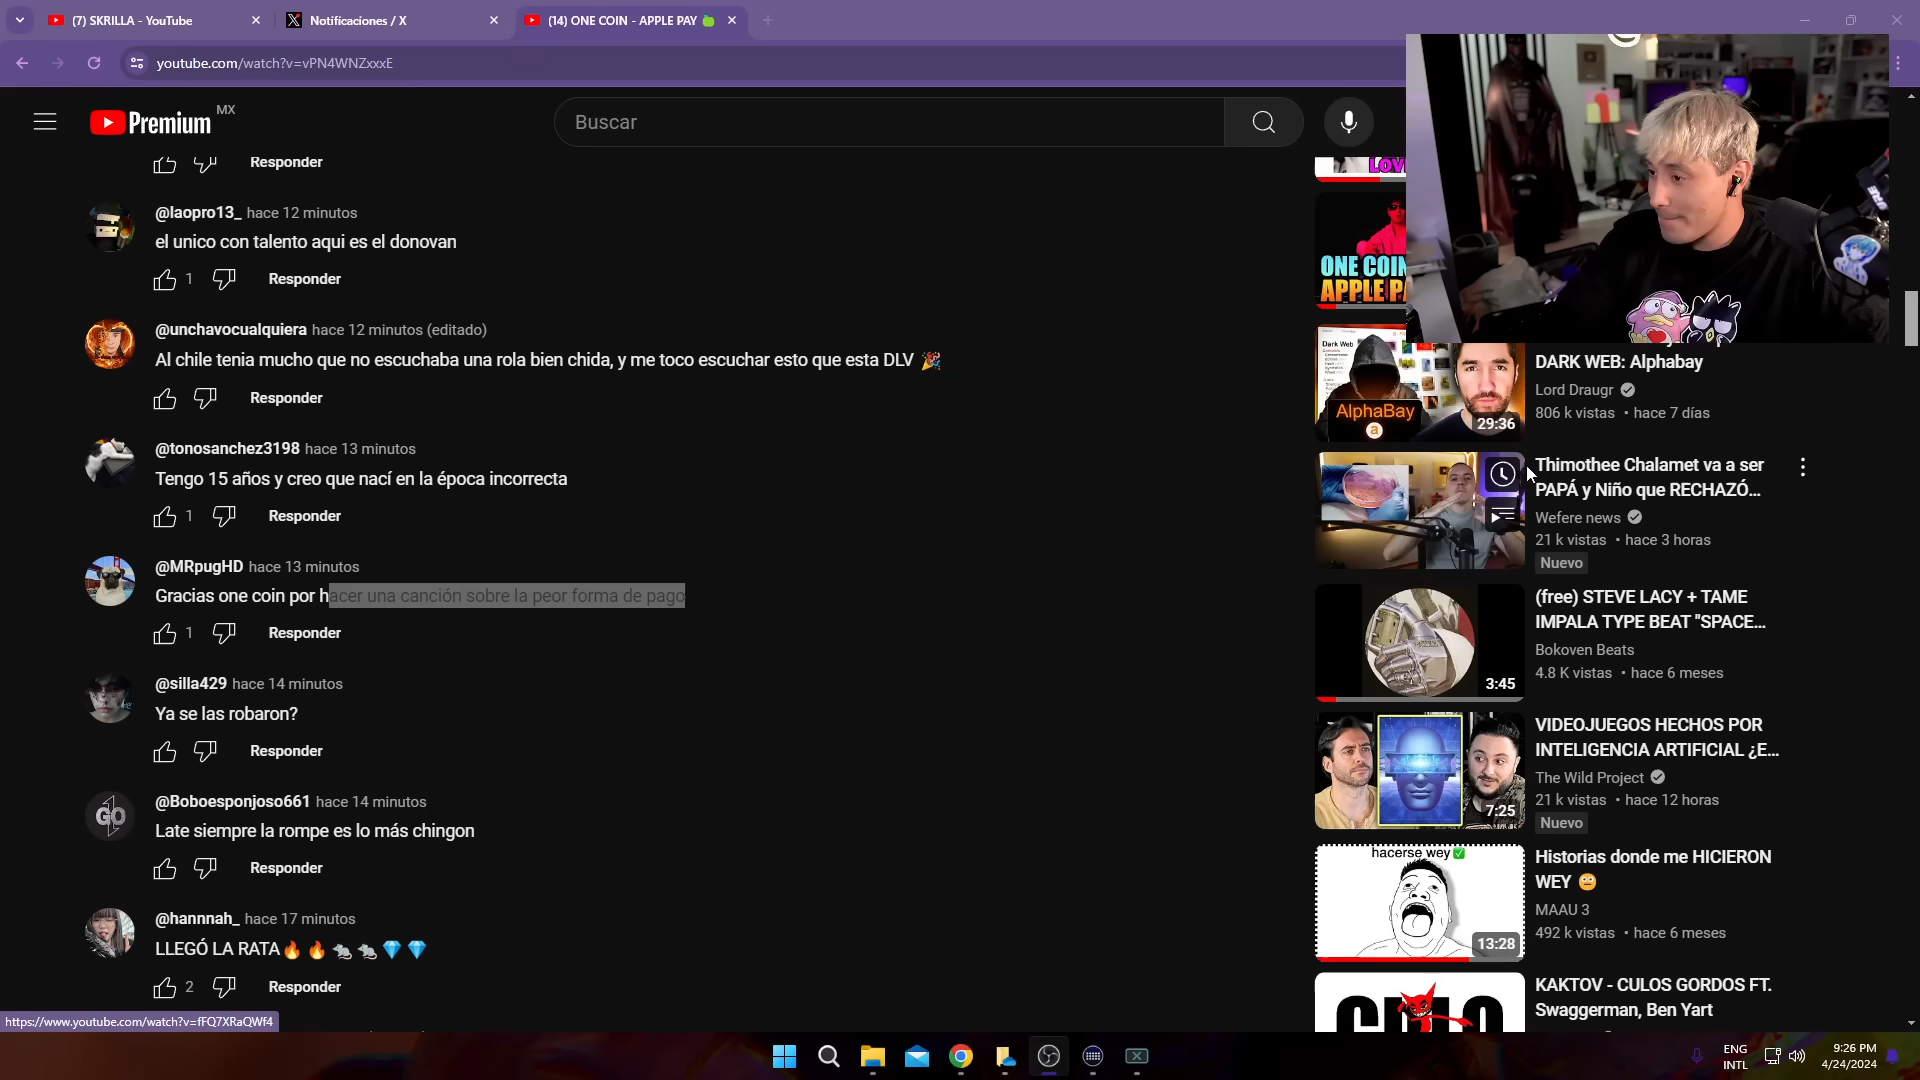 (7) SKRILLA - YouTube
Notificaciones / X
(14) ONE COIN - APPLE PAY 🍏
youtube.com/watch?v=vPN4WNZxxxE
Premium
MX
Buscar
Responder
@laopro13_ hace 12 minutos
el unico con talento aqui es el donovan
1
Responder
@unchavocualquiera hace 12 minutos (editado)
Al chile tenia mucho que no escuchaba una rola bien chida, y me toco escuchar esto que esta DLV 🎉
Responder
@tonosanchez3198 hace 13 minutos
Tengo 15 años y creo que nací en la época incorrecta
1
Responder
@MRpugHD hace 13 minutos
Gracias one coin por hacer una canción sobre la peor forma de pago
1
Responder
@silla429 hace 14 minutos
Ya se las robaron?
Responder
@Boboesponjoso661 hace 14 minutos
Late siempre la rompe es lo más chingon
Responder
@hannnah_ hace 17 minutos
LLEGÓ LA RATA🔥 🔥 🐀 🐀 💎 💎
2
Responder
https://www.youtube.com/watch?v=fFQ7XRaQWf4
ONE COIN
APPLE PA
Dark Web
AlphaBay
29:36
DARK WEB: Alphabay
Lord Draugr
806 k vistas • hace 7 días
Thimothee Chalamet va a ser
PAPÁ y Niño que RECHAZÓ...
Wefere news
21 k vistas • hace 3 horas
Nuevo
3:45
(free) STEVE LACY + TAME
IMPALA TYPE BEAT "SPACE...
Bokoven Beats
4.8 K vistas • hace 6 meses
7:25
VIDEOJUEGOS HECHOS POR
INTELIGENCIA ARTIFICIAL ¿E...
The Wild Project
21 k vistas • hace 12 horas
Nuevo
hacerse wey ✅
13:28
Historias donde me HICIERON
WEY 😳
MAAU 3
492 k vistas • hace 6 meses
KAKTOV - CULOS GORDOS FT.
Swaggerman, Ben Yart
ENG
INTL
9:26 PM
4/24/2024